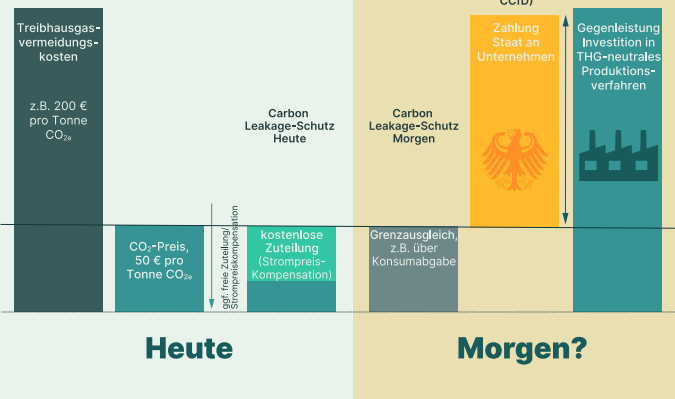 CCfD)
Treibhausgas-
vermeidungs-
kosten
z.B. 200 €
pro Tonne
CO₂ₑ
CO₂-Preis,
50 € pro
Tonne CO₂ₑ
ggf. freie Zuteilung/
Strompreiskompensation
Carbon
Leakage-Schutz
Heute
kostenlose
Zuteilung
(Strompreis-
Kompensation)
Carbon
Leakage-Schutz
Morgen
Grenzausgleich,
z.B. über
Konsumabgabe
Zahlung
Staat an
Unternehmen
Gegenleistung
Investition in
THG-neutrales
Produktions-
verfahren
Heute
Morgen?